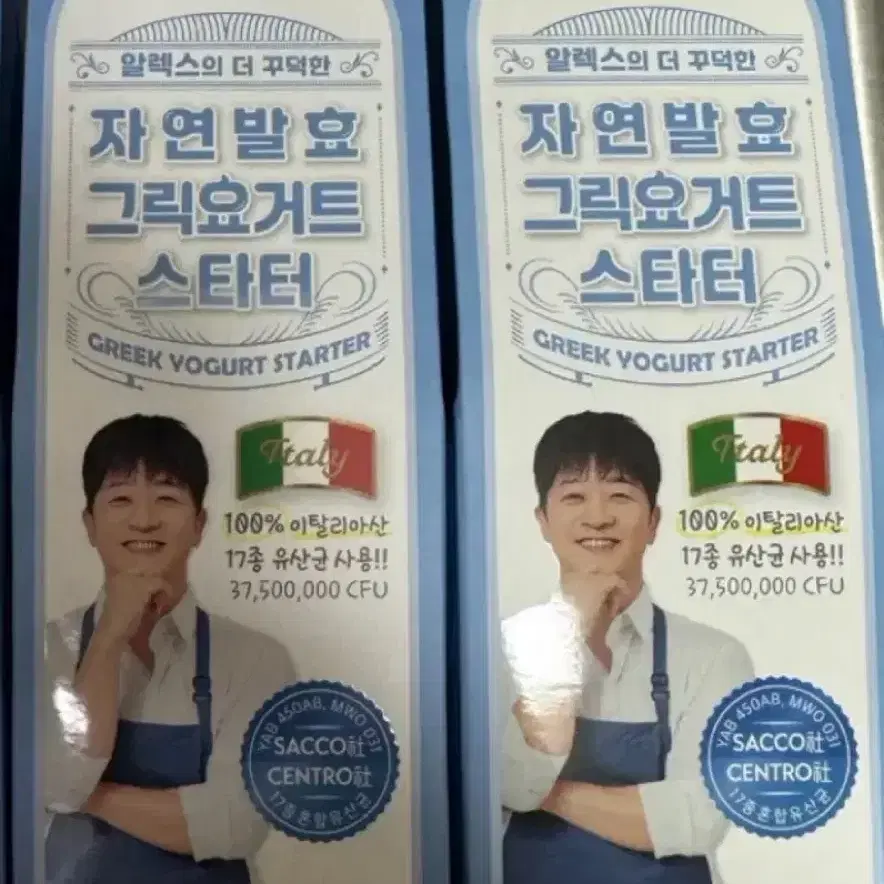 알렉스의 더 꾸덕한
자연발효
그릭요거트
스타터
GREEK YOGURT STARTER
Italy
100% 이탈리아산
17종 유산균 사용!!
37,500,000 CFU
YAB 450AB, MWO 031
SACCO社
CENTRO社
17종혼합유산균
알렉스의 더 꾸덕한
자연발효
그릭요거트
스타터
GREEK YOGURT STARTER
Italy
100% 이탈리아산
17종 유산균 사용!!
37,500,000 CFU
YAB 450AB, MWO 031
SACCO社
CENTRO社
17종혼합유산균